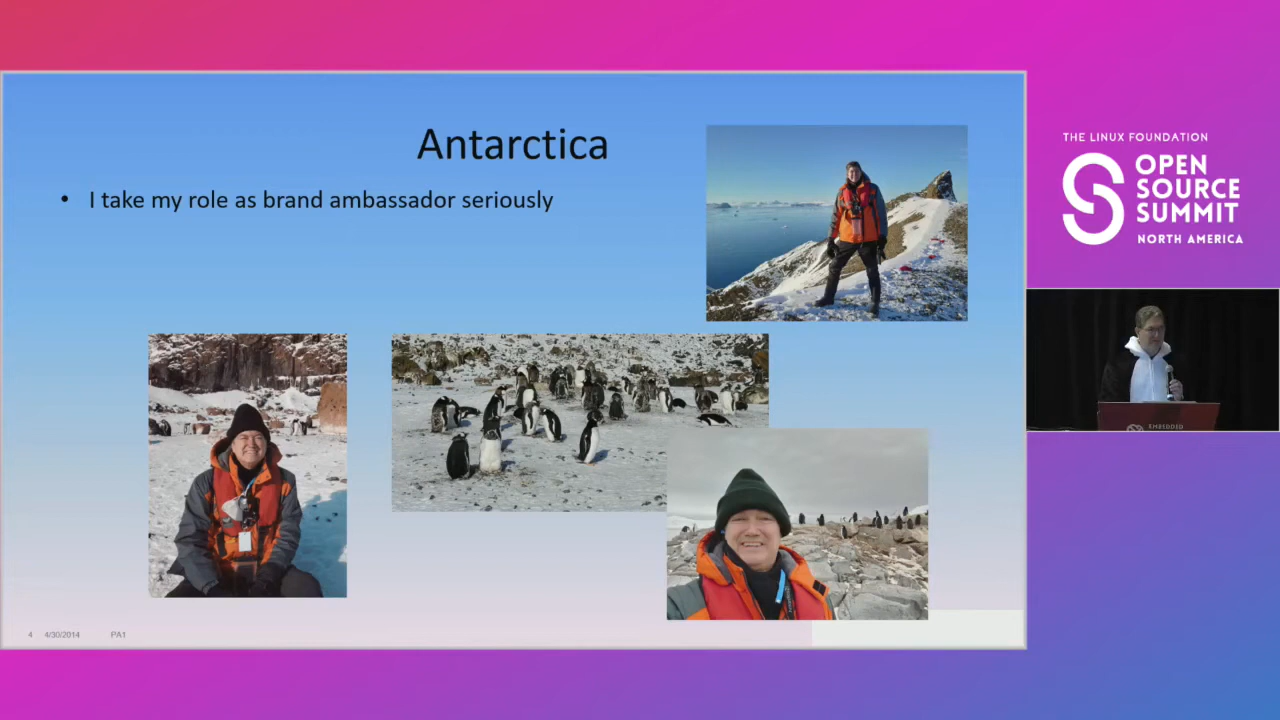 Antarctica
• I take my role as brand ambassador seriously
4 4/30/2014 PA1
THE LINUX FOUNDATION
OPEN
SOURCE
SUMMIT
NORTH AMERICA
EMBEDDED